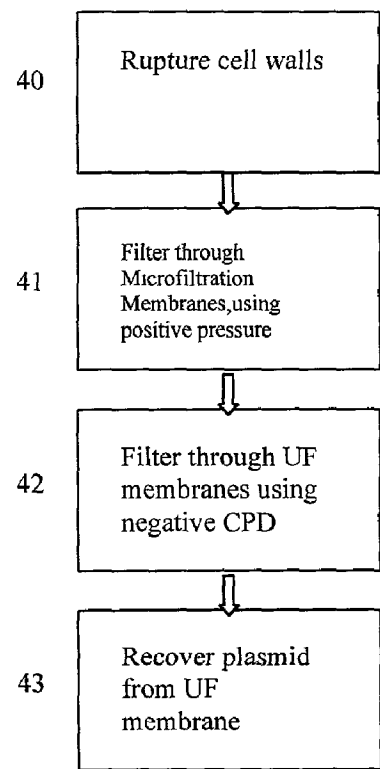 40
Rupture cell walls
41
Filter through
Microfiltration
Membranes,using
positive pressure
42
Filter through UF
membranes using
negative CPD
43
Recover plasmid
from UF
membrane